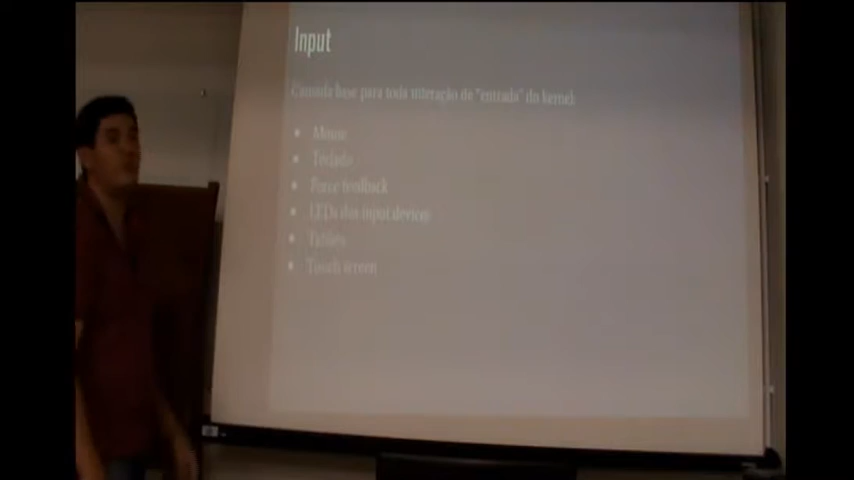 Input
Camada base para toda interação de "entrada" do kernel:
Mouse
Teclado
Force feedback
LEDs dos input devices
Tablets
Touch screen